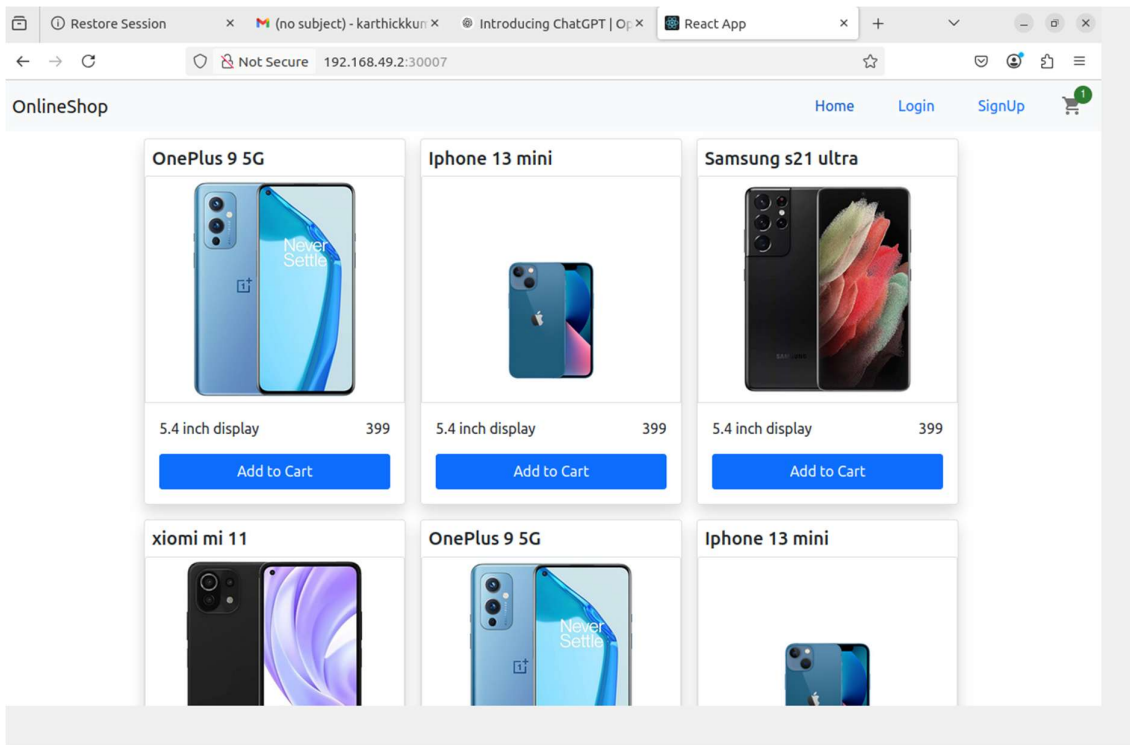 Restore Session
(no subject) - karthickkun
Introducing ChatGPT | Op
React App
Not Secure 192.168.49.2:30007
OnlineShop
Home
Login
SignUp
1
OnePlus 9 5G
Iphone 13 mini
Samsung s21 ultra
Never
Settle
5.4 inch display 399
5.4 inch display 399
5.4 inch display 399
Add to Cart
Add to Cart
Add to Cart
xiomi mi 11
OnePlus 9 5G
Iphone 13 mini
Never
Settle